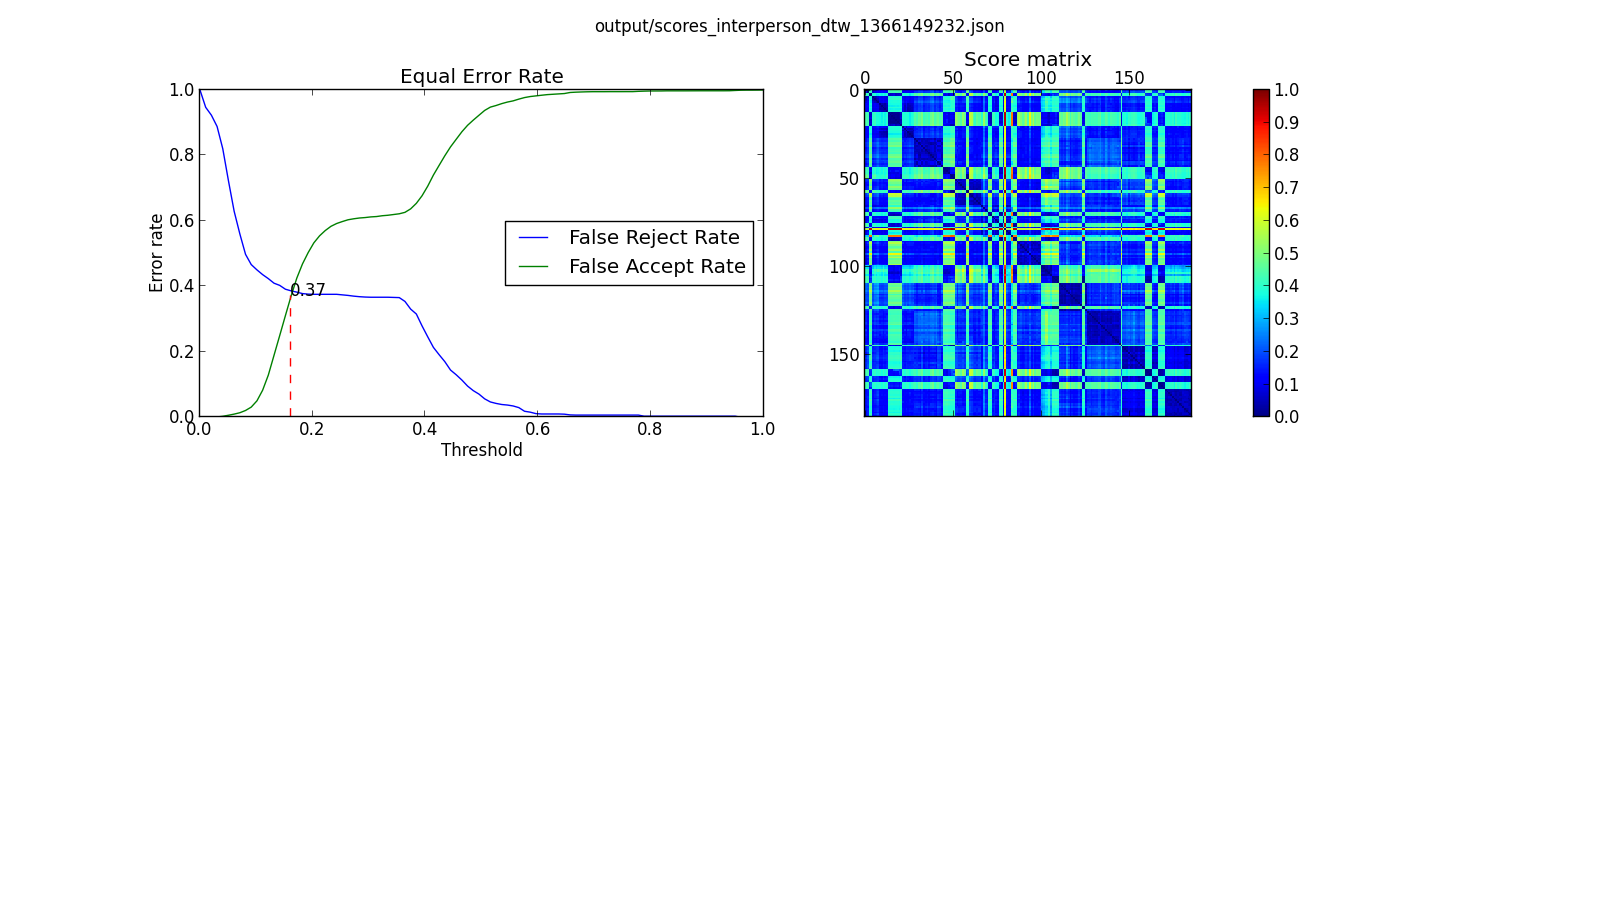 output/scores_interperson_dtw_1366149232.json
Equal Error Rate
1.0
0.8
0.6
0.4
0.2
0.0
Error rate
0.37
False Reject Rate
False Accept Rate
0.0 0.2 0.4 0.6 0.8 1.0
Threshold
Score matrix
0 50 100 150
0
50
100
150
1.0
0.9
0.8
0.7
0.6
0.5
0.4
0.3
0.2
0.1
0.0